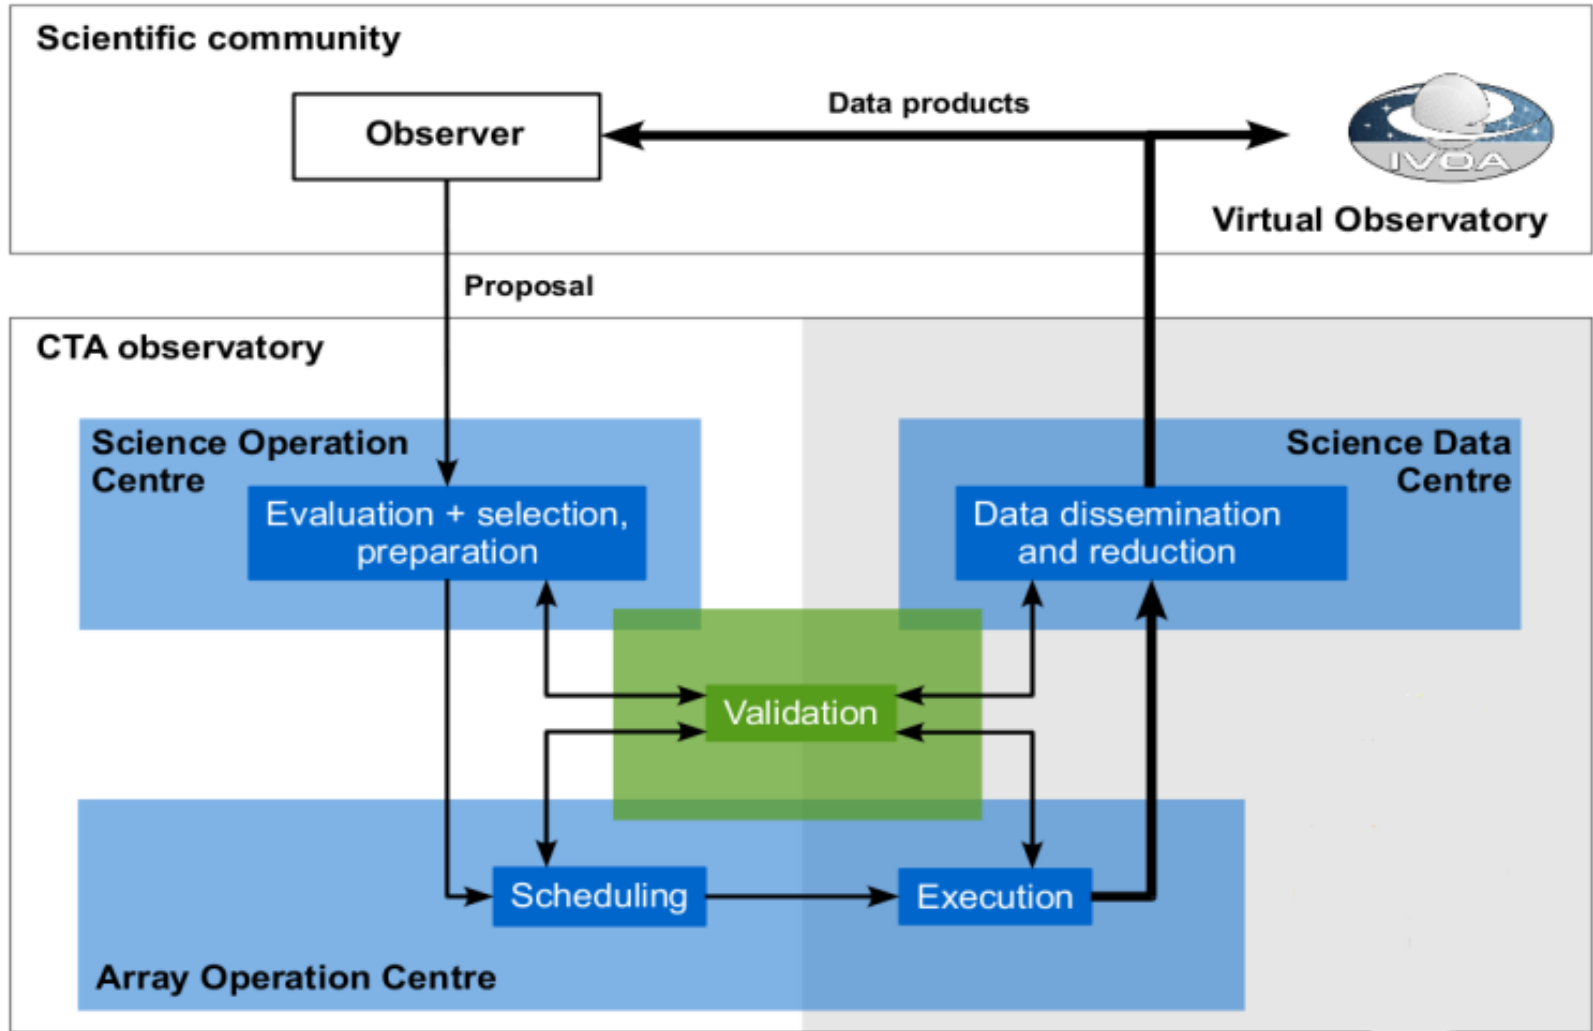 Scientific community
Data products
Observer
IVOA
Virtual Observatory
Proposal
CTA observatory
Science Operation
Centre
Science Data
Centre
Evaluation + selection,
preparation
Data dissemination
and reduction
Validation
Scheduling
Execution
Array Operation Centre